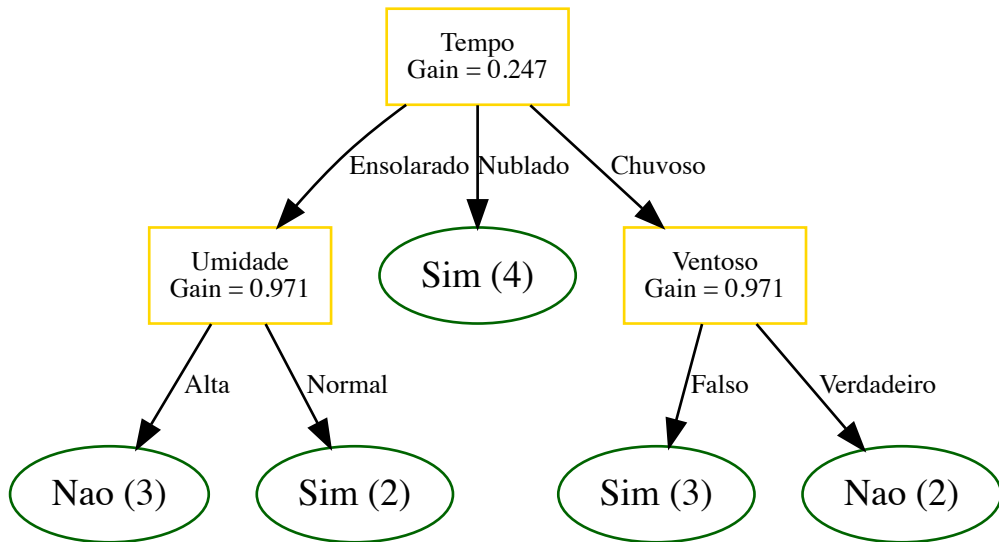 Tempo
Gain = 0.247
Ensolarado
Nublado
Chuvoso
Umidade
Gain = 0.971
Sim (4)
Ventoso
Gain = 0.971
Alta
Normal
Falso
Verdadeiro
Nao (3)
Sim (2)
Sim (3)
Nao (2)